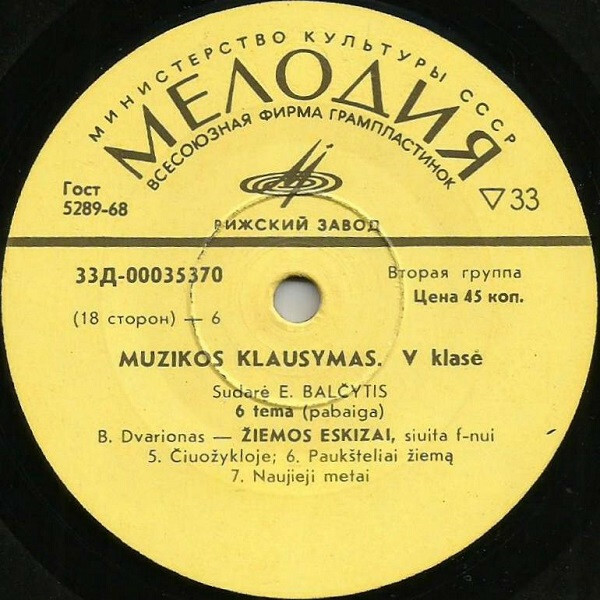 МИНИСТЕРСТВО КУЛЬТУРЫ СССР
МЕЛОДИЯ
ВСЕСОЮЗНАЯ ФИРМА ГРАМПЛАСТИНОК
Гост
5289-68
▽33
РИЖСКИЙ ЗАВОД
33Д-00035370
Вторая группа
Цена 45 коп.
(18 сторон) — 6
MUZIKOS KLAUSYMAS. V klasė
Sudarė E. BALČYTIS
6 tema (pabaiga)
B. Dvarionas — ŽIEMOS ESKIZAI, siuita f-nui
5. Čiuožykloje; 6. Paukšteliai žiemą
7. Naujieji metai